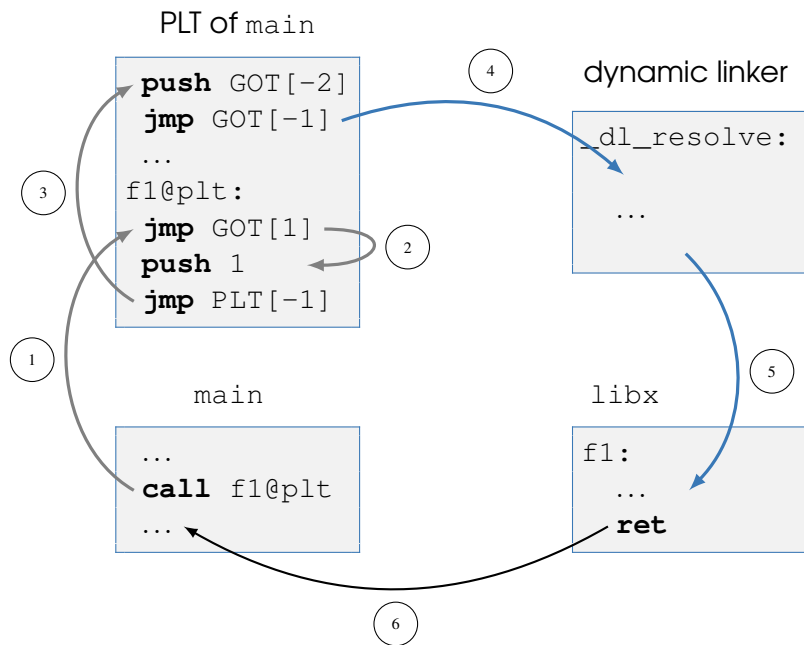 PLT of main
push GOT[-2]
jmp GOT[-1]
...
f1@plt:
jmp GOT[1]
push 1
jmp PLT[-1]
4
dynamic linker
_dl_resolve:
...
3
2
1
5
main
...
call f1@plt
...
libx
f1:
...
ret
6